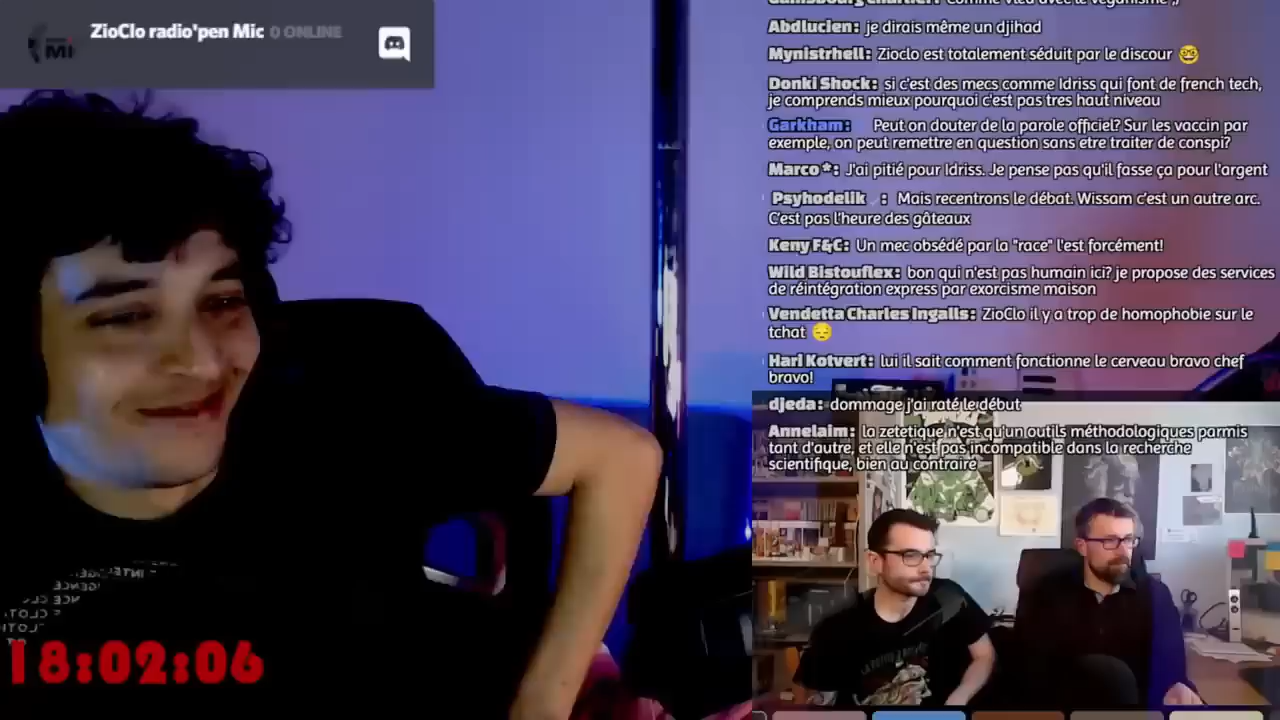 ZioClo radio'pen Mic 0 ONLINE
MI
Abdlucien: je dirais même un djihad
Mynistrhell: Zioclo est totalement séduit par le discour 🤓
Donki Shock: si c'est des mecs comme Idriss qui font de french tech,
je comprends mieux pourquoi c'est pas tres haut niveau
Garkham: Peut on douter de la parole officiel? Sur les vaccin par
exemple, on peut remettre en question sans etre traiter de conspi?
Marco*: J'ai pitié pour Idriss. Je pense pas qu'il fasse ça pour l'argent
Psyhodelik : Mais recentrons le débat. Wissam c'est un autre arc.
C'est pas l'heure des gâteaux
Keny F&C: Un mec obsédé par la "race" l'est forcément!
Wild Bistouflex: bon qui n'est pas humain ici? je propose des services
de réintégration express par exorcisme maison
Vendetta Charles Ingalls: ZioClo il y a trop de homophobie sur le
tchat 😔
Hari Kotvert: lui il sait comment fonctionne le cerveau bravo chef
bravo!
djeda: dommage j'ai raté le début
Annelaim: la zetetique n'est qu'un outils méthodologiques parmis
tant d'autre, et elle n'est pas incompatible dans la recherche
scientifique, bien au contraire
18:02:06